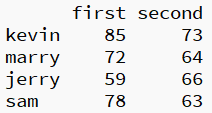 first second
kevin 85 73
marry 72 64
jerry 59 66
sam 78 63